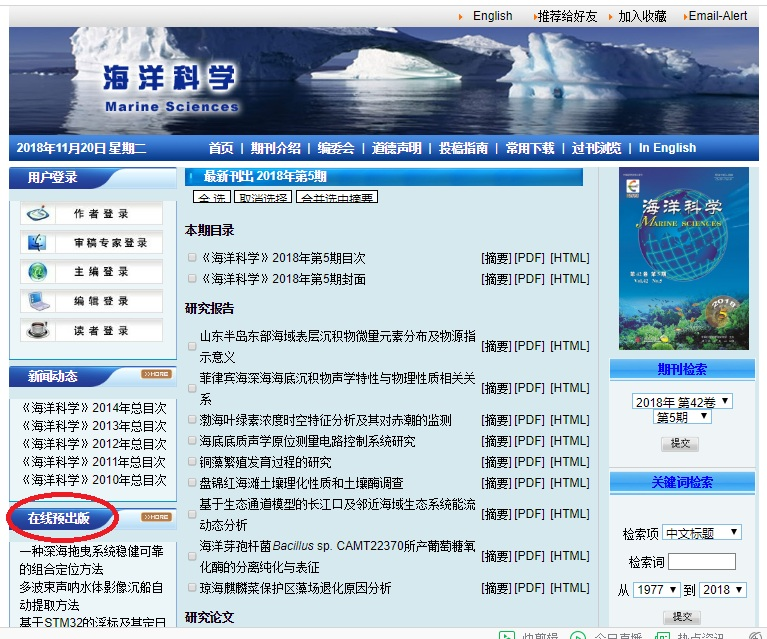 English 推荐给好友 加入收藏 Email-Alert
海洋科学
Marine Sciences
2018年11月20日 星期二 首页 | 期刊介绍 | 编委会 | 道德声明 | 投稿指南 | 常用下载 | 过刊浏览 | In English
用户登录
作者登录
审稿专家登录
主编登录
编辑登录
读者登录
新闻动态 >>HOME
《海洋科学》2014年总目次
《海洋科学》2013年总目次
《海洋科学》2012年总目次
《海洋科学》2011年总目次
《海洋科学》2010年总目次
在线预出版 >>HOME
一种深海拖曳系统稳健可靠
的组合定位方法
多波束声呐水体影像沉船自
动提取方法
基于STM32的浮标及其定日
最新刊出 2018年第5期
全 选 取消选择 合并选中摘要
本期目录
《海洋科学》2018年第5期目次 [摘要] [PDF] [HTML]
《海洋科学》2018年第5期封面 [摘要] [PDF] [HTML]
研究报告
山东半岛东部海域表层沉积物微量元素分布及物源指
示意义 [摘要] [PDF] [HTML]
菲律宾海深海海底沉积物声学特性与物理性质相关关
系 [摘要] [PDF] [HTML]
渤海叶绿素浓度时空特征分析及其对赤潮的监测 [摘要] [PDF] [HTML]
海底底质声学原位测量电路控制系统研究 [摘要] [PDF] [HTML]
铜藻繁殖发育过程的研究 [摘要] [PDF] [HTML]
盘锦红海滩土壤理化性质和土壤酶调查 [摘要] [PDF] [HTML]
基于生态通道模型的长江口及邻近海域生态系统能流
动态分析 [摘要] [PDF] [HTML]
海洋芽孢杆菌Bacillus sp. CAMT22370所产葡萄糖氧
化酶的分离纯化与表征 [摘要] [PDF] [HTML]
琼海麒麟菜保护区藻场退化原因分析 [摘要] [PDF] [HTML]
研究论文
海洋科学
MARINE SCIENCES
第42卷 第5期
Vol.42 No.5
2018
5
期刊检索
2018年 第42卷
第5期
提交
关键词检索
检索项 中文标题
检索词
从 1977 到 2018
提交
快剪辑 今日直播 热点资讯